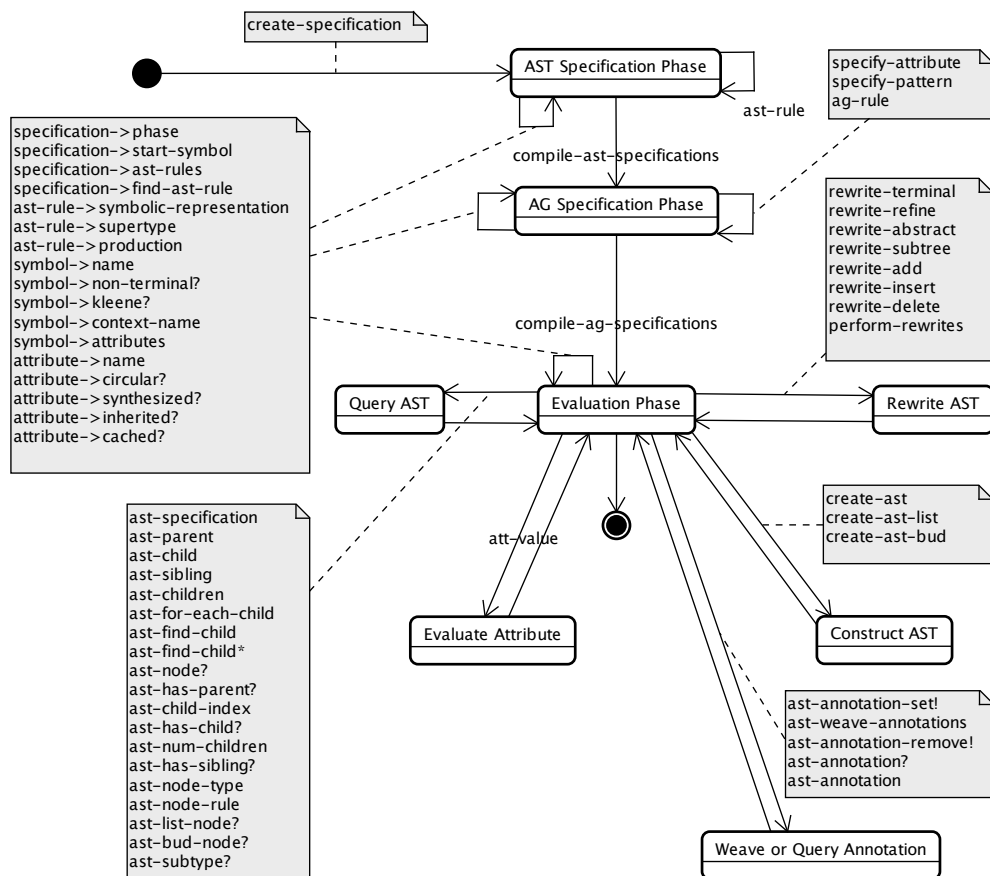 create-specification
AST Specification Phase
ast-rule
specify-attribute
specify-pattern
ag-rule
specification->phase
specification->start-symbol
specification->ast-rules
specification->find-ast-rule
ast-rule->symbolic-representation
ast-rule->supertype
ast-rule->production
symbol->name
symbol->non-terminal?
symbol->kleene?
symbol->context-name
symbol->attributes
attribute->name
attribute->circular?
attribute->synthesized?
attribute->inherited?
attribute->cached?
compile-ast-specifications
AG Specification Phase
rewrite-terminal
rewrite-refine
rewrite-abstract
rewrite-subtree
rewrite-add
rewrite-insert
rewrite-delete
perform-rewrites
compile-ag-specifications
Query AST
Evaluation Phase
Rewrite AST
ast-specification
ast-parent
ast-child
ast-sibling
ast-children
ast-for-each-child
ast-find-child
ast-find-child*
ast-node?
ast-has-parent?
ast-child-index
ast-has-child?
ast-num-children
ast-has-sibling?
ast-node-type
ast-node-rule
ast-list-node?
ast-bud-node?
ast-subtype?
att-value
create-ast
create-ast-list
create-ast-bud
Evaluate Attribute
Construct AST
ast-annotation-set!
ast-weave-annotations
ast-annotation-remove!
ast-annotation?
ast-annotation
Weave or Query Annotation